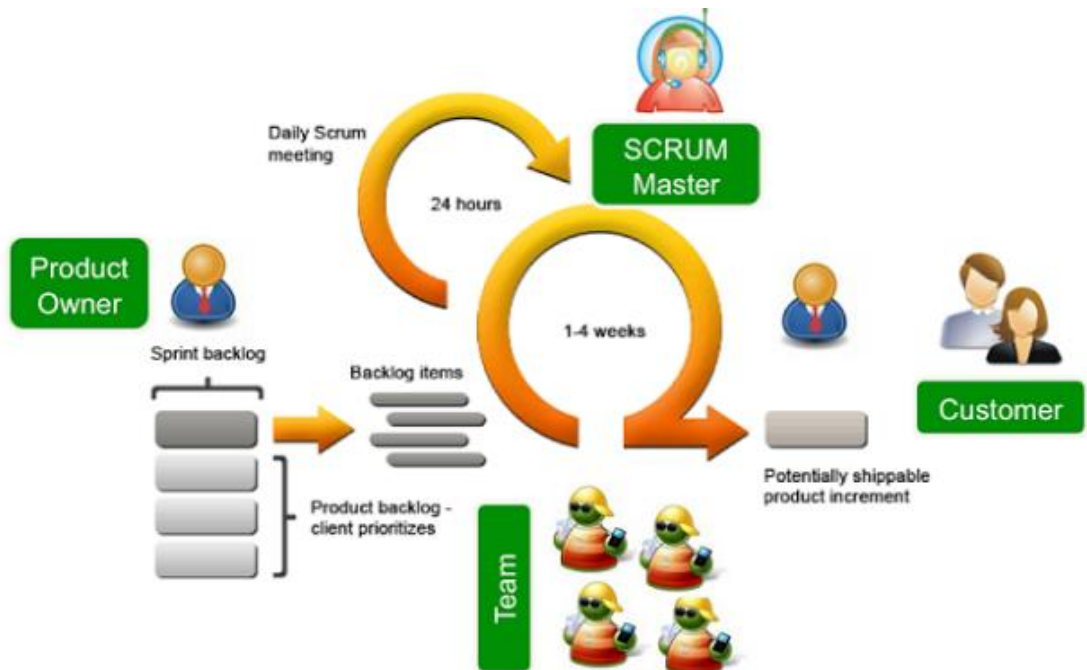 SCRUM
Master
Daily Scrum
meeting
24 hours
Product
Owner
1-4 weeks
Sprint backlog
Backlog items
Customer
Potentially shippable
product increment
Product backlog -
client prioritizes
Team